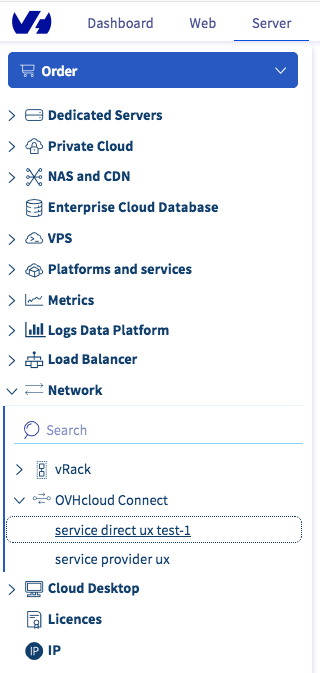 Dashboard Web Server
Order
Dedicated Servers
Private Cloud
NAS and CDN
Enterprise Cloud Database
VPS
Platforms and services
Metrics
Logs Data Platform
Load Balancer
Network
Search
vRack
OVHcloud Connect
service direct ux test-1
service provider ux
Cloud Desktop
Licences
IP IP